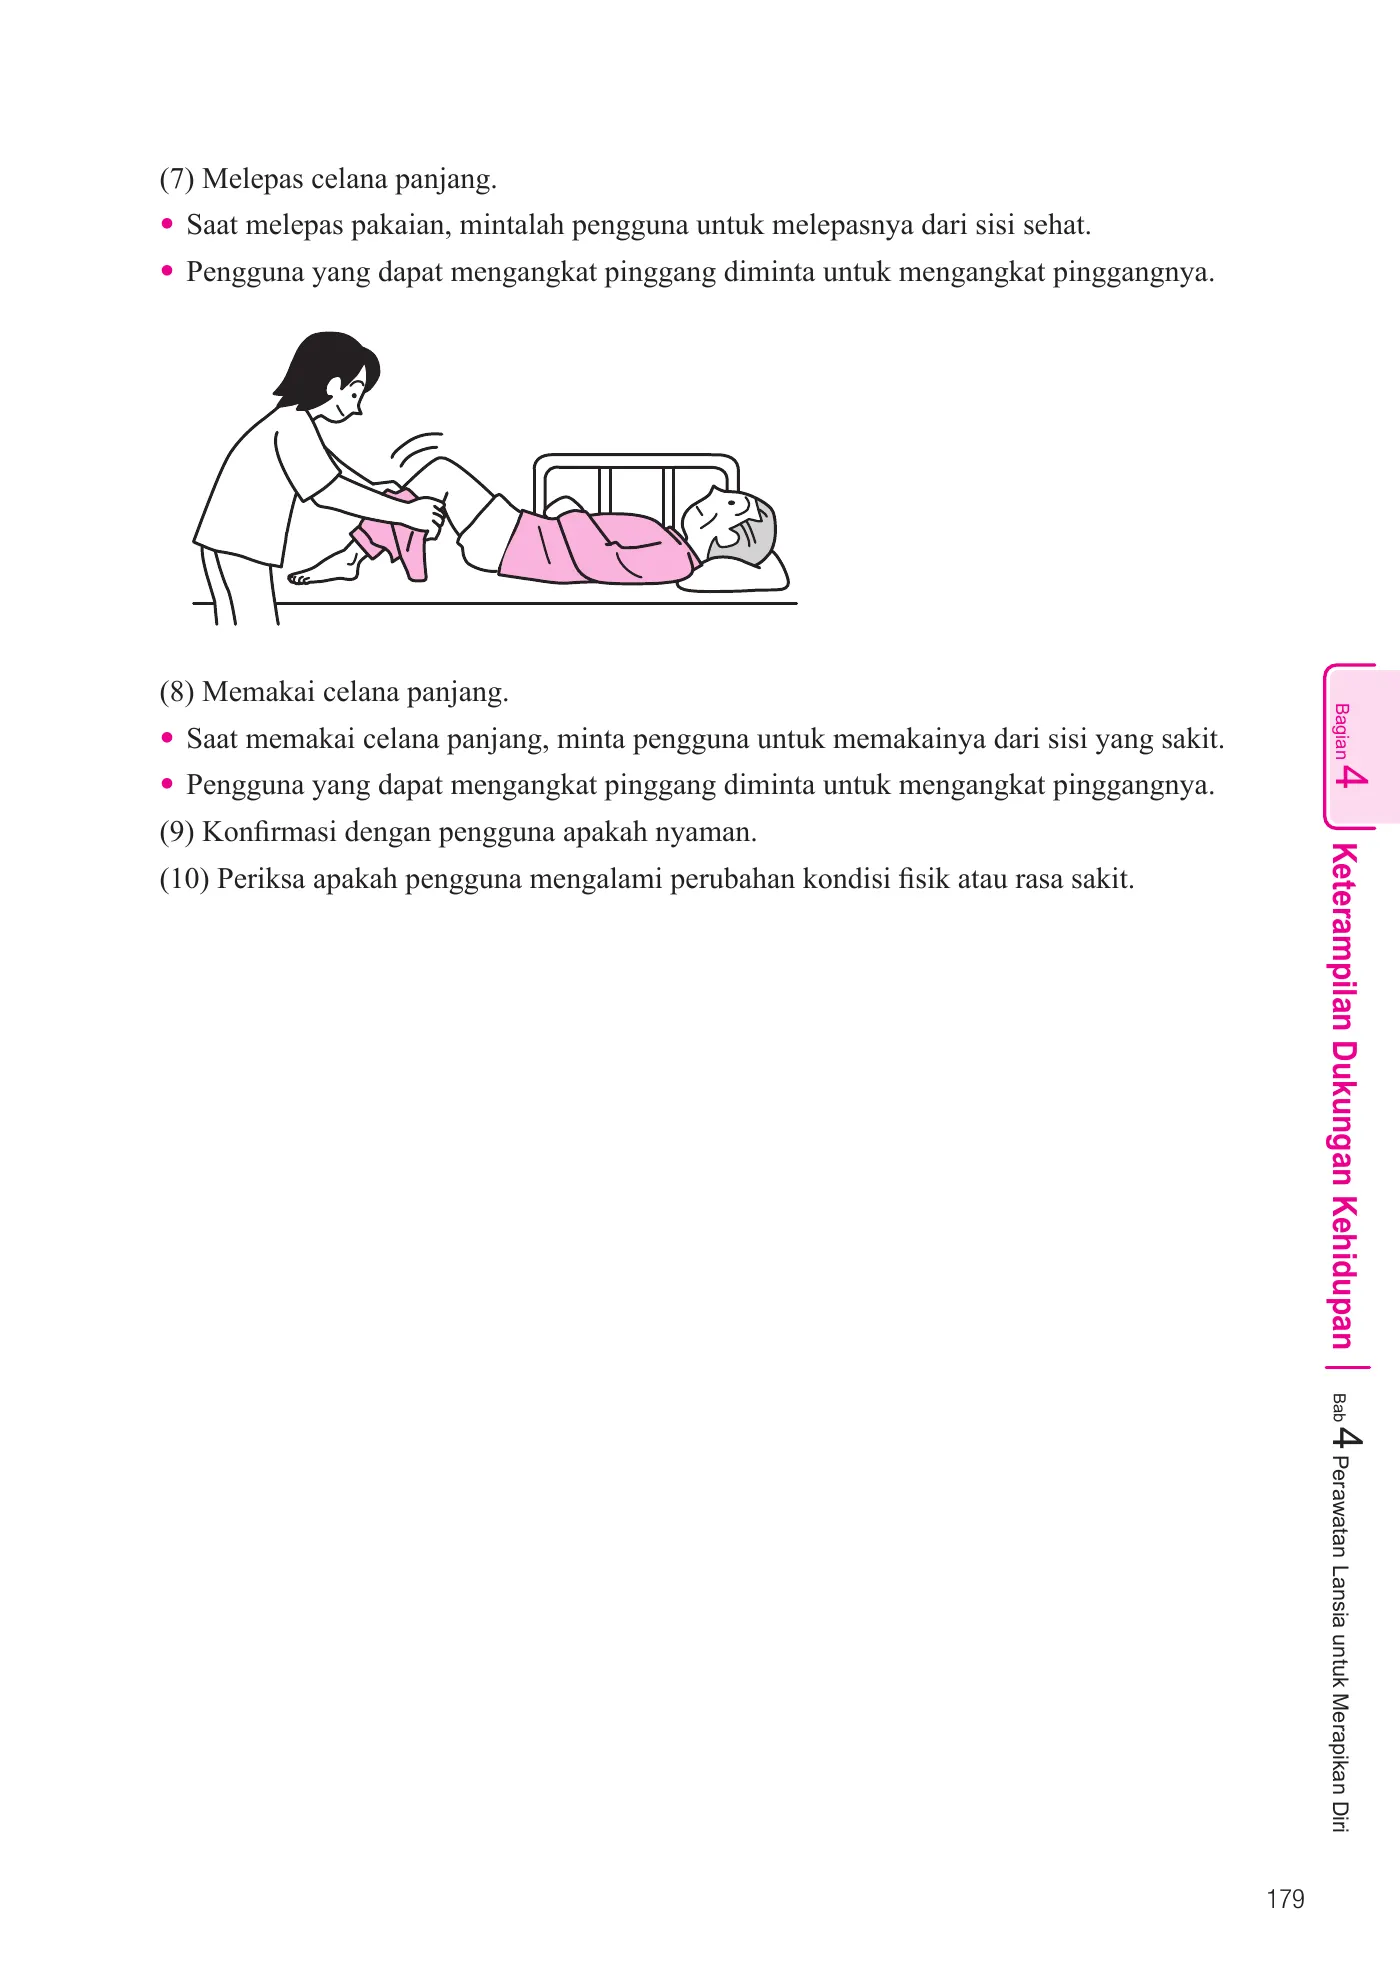 (7) Melepas celana panjang.
• Saat melepas pakaian, mintalah pengguna untuk melepasnya dari sisi sehat.
• Pengguna yang dapat mengangkat pinggang diminta untuk mengangkat pinggangnya.
(8) Memakai celana panjang.
• Saat memakai celana panjang, minta pengguna untuk memakainya dari sisi yang sakit.
• Pengguna yang dapat mengangkat pinggang diminta untuk mengangkat pinggangnya.
(9) Konfirmasi dengan pengguna apakah nyaman.
(10) Periksa apakah pengguna mengalami perubahan kondisi fisik atau rasa sakit.
Bagian 4 Keterampilan Dukungan Kehidupan
Bab 4 Perawatan Lansia untuk Merapikan Diri
179